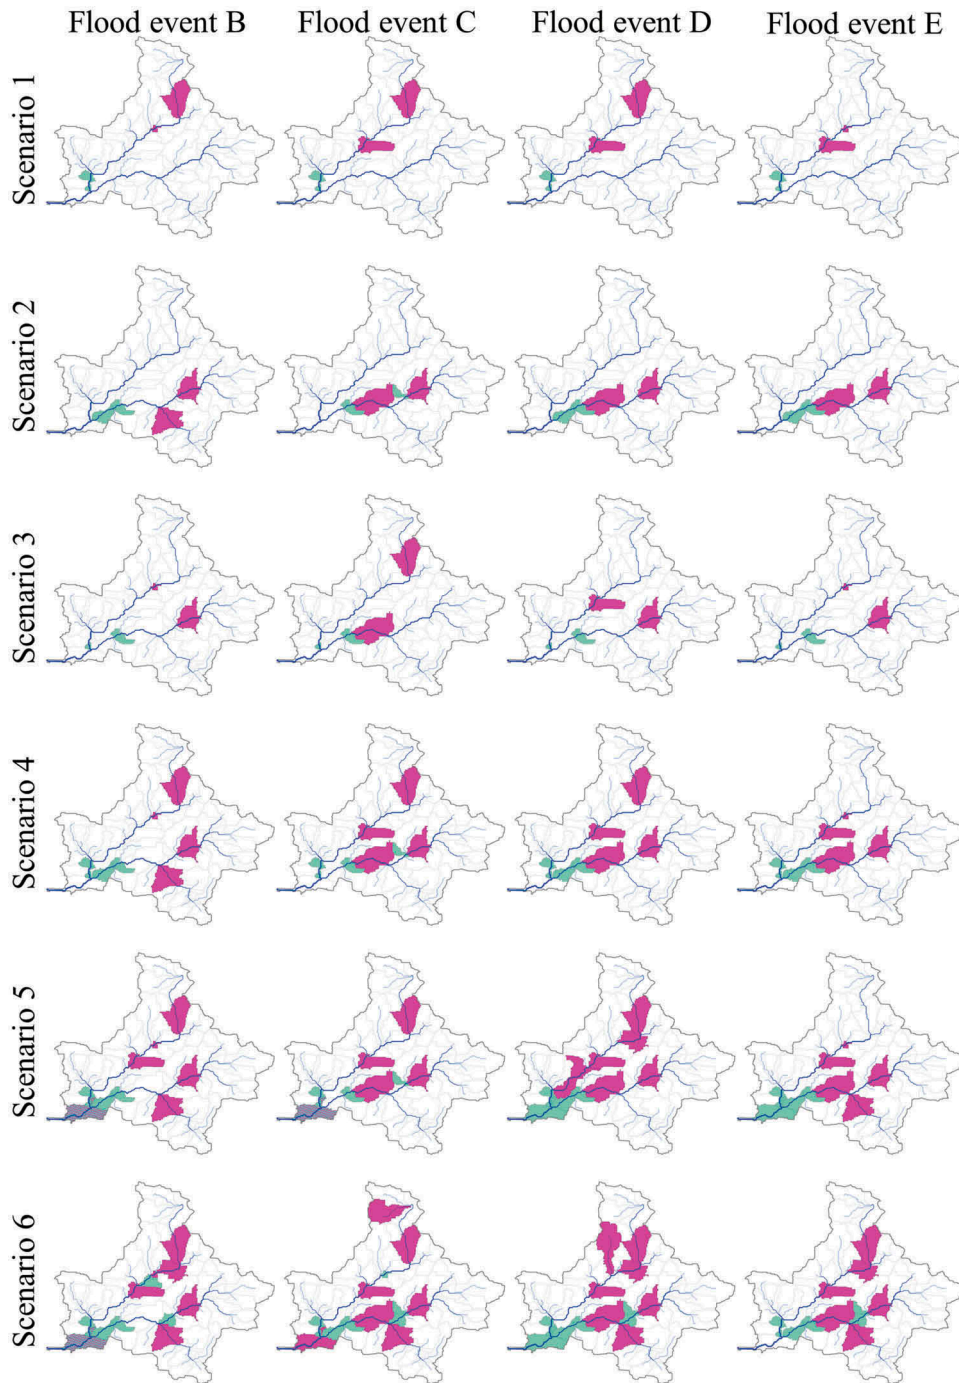 Flood event B
Flood event C
Flood event D
Flood event E
Scenario 1
Scenario 2
Scenario 3
Scenario 4
Scenario 5
Scenario 6